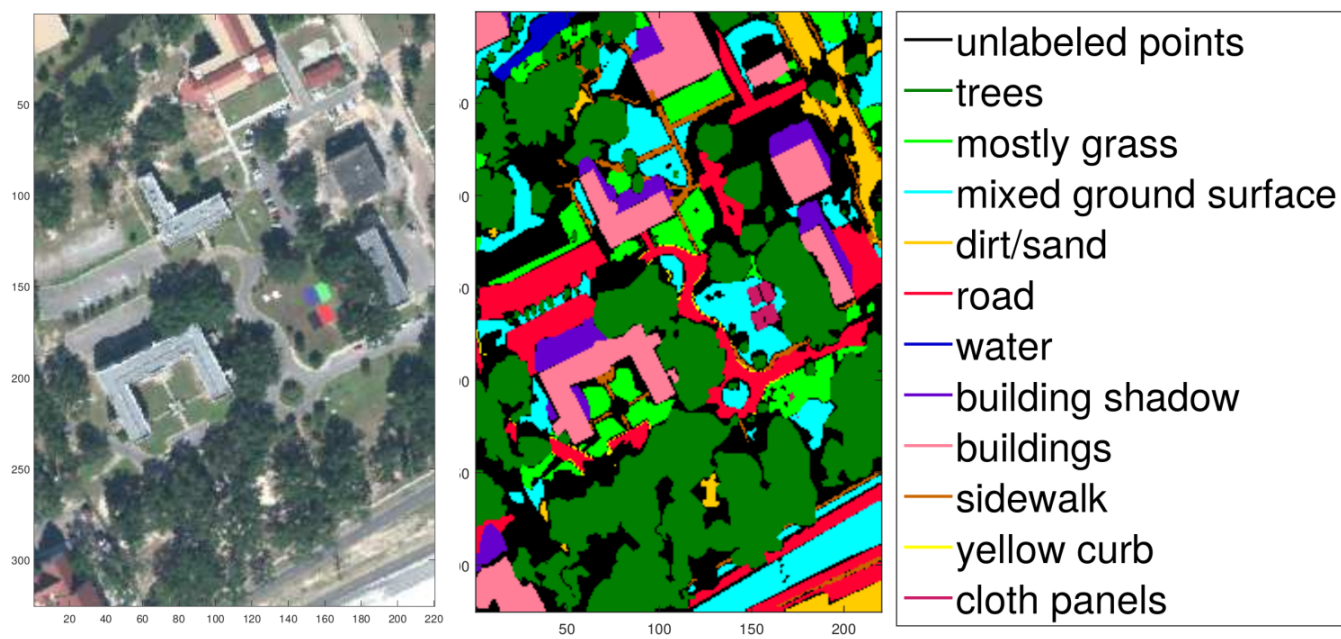 50
100
150
200
250
300
20 40 60 80 100 120 140 160 180 200 220
50 100 150 200
unlabeled points
trees
mostly grass
mixed ground surface
dirt/sand
road
water
building shadow
buildings
sidewalk
yellow curb
cloth panels